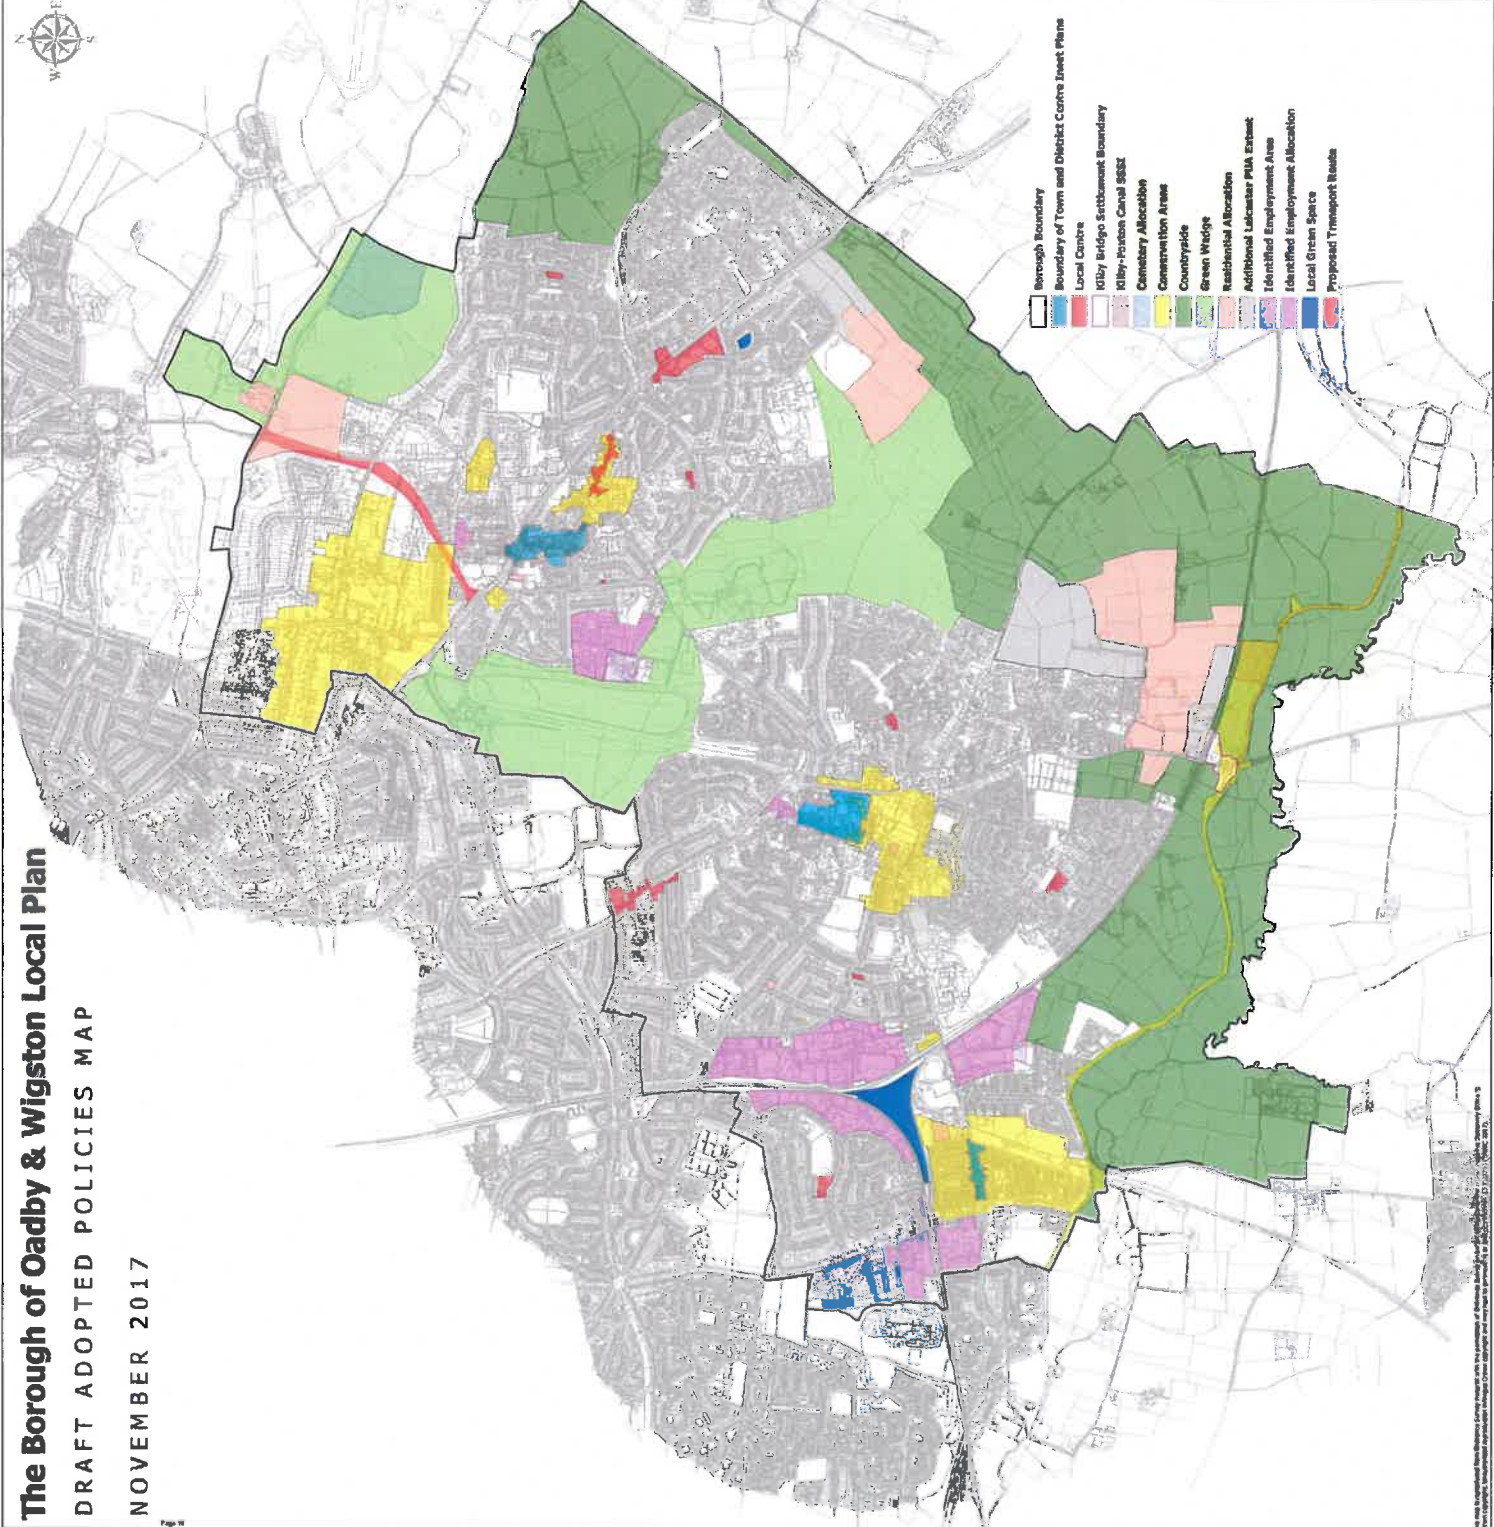 The Borough of Oadby & Wigston Local Plan
DRAFT ADOPTED POLICIES MAP
NOVEMBER 2017
N
E
S
W
Borough Boundary
Boundary of Town and District Centre Inset Plans
Local Centre
Kilby Bridge Settlement Boundary
Kilby-Foxton Canal SSSI
Cemetery Allocation
Conservation Areas
Countryside
Green Wedge
Residential Allocation
Additional Leicester PUA Extent
Identified Employment Area
Identified Employment Allocation
Local Green Space
Proposed Transport Route